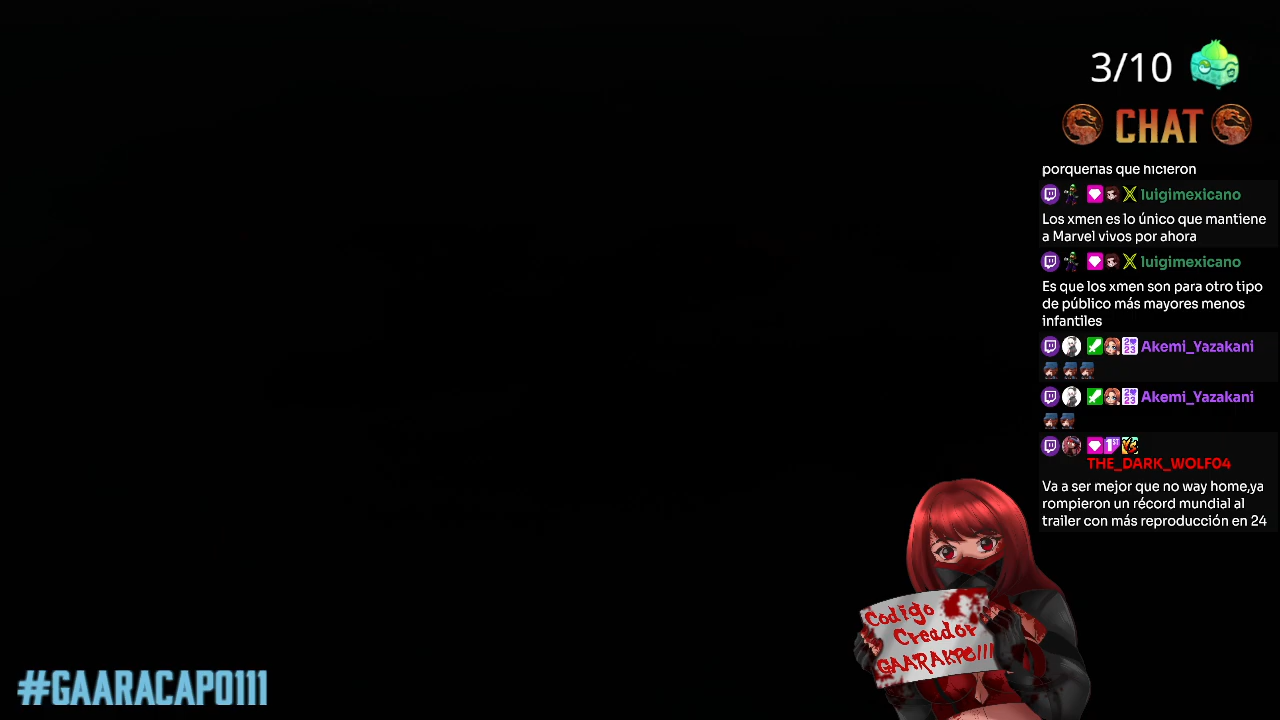 3/10
CHAT
porquerias que hicieron
luigimexicano
Los xmen es lo único que mantiene
a Marvel vivos por ahora
luigimexicano
Es que los xmen son para otro tipo
de público más mayores menos
infantiles
Akemi_Yazakani
Akemi_Yazakani
THE_DARK_WOLF04
Va a ser mejor que no way home,ya
rompieron un récord mundial al
trailer con más reproducción en 24
Codigo
Creador
GAARAKPO111
#GAARACAPO111